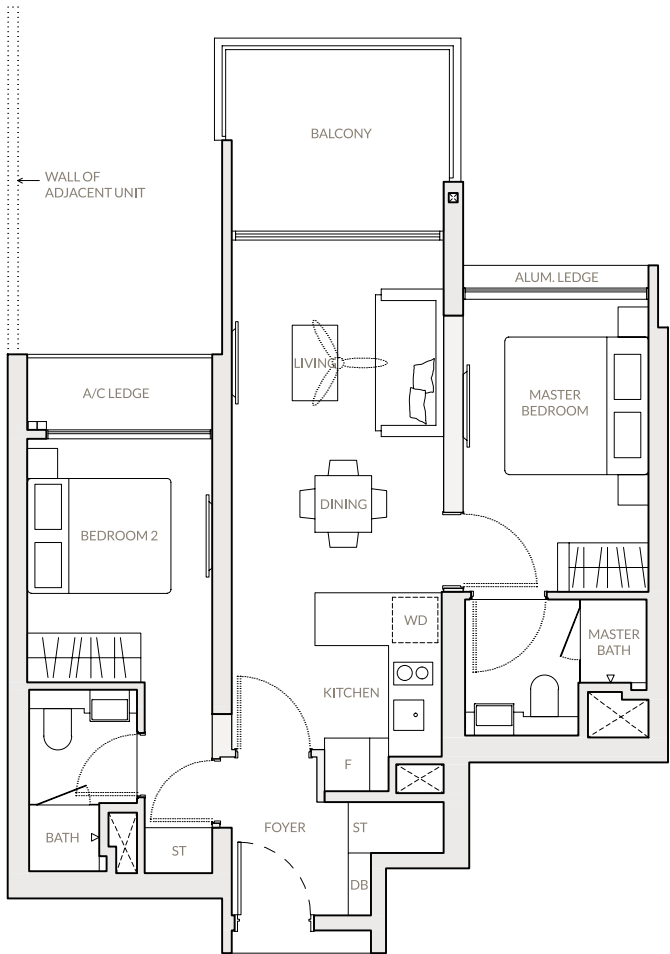 BALCONY
WALL OF
ADJACENT UNIT
ALUM. LEDGE
LIVING
A/C LEDGE
MASTER
BEDROOM
DINING
BEDROOM 2
WD
MASTER
BATH
KITCHEN
F
FOYER
ST
BATH
ST
DB